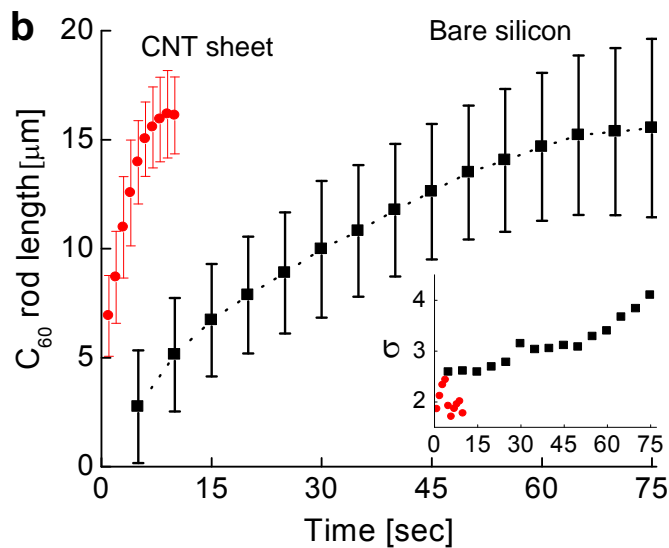 b
CNT sheet
Bare silicon
C₆₀ rod length [μm]
20
15
10
5
0
0 15 30 45 60 75
Time [sec]
σ
4
3
2
0 15 30 45 60 75